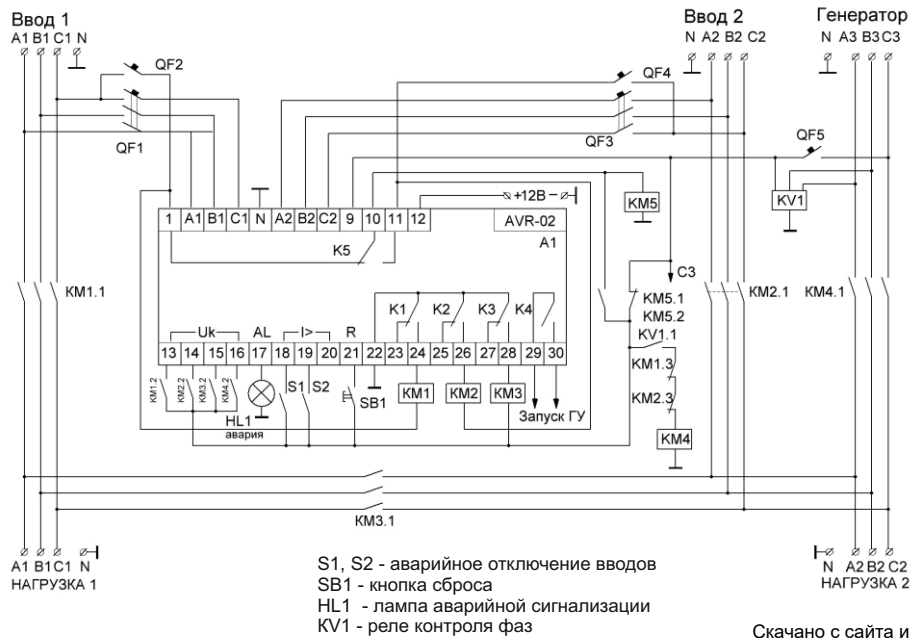 Ввод 1
A1 B1 C1 N
Ввод 2
N A2 B2 C2
Генератор
N A3 B3 C3
QF2
QF1
QF4
QF3
QF5
+12В –
KM5
KV1
1 A1 B1 C1 N A2 B2 C2 9 10 11 12
AVR-02
A1
K5
C3
KM1.1
KM5.1
KM5.2
KM2.1
KM4.1
K1 K2 K3 K4
Uk AL I> R
KV1.1
13 14 15 16 17 18 19 20 21 22 23 24 25 26 27 28 29 30
KM1.3
KM1.2 KM2.2 KM3.2 KM4.2
S1 S2
SB1
KM1 KM2 KM3
KM2.3
HL1
авария
Запуск ГУ
KM4
KM3.1
A1 B1 C1 N
НАГРУЗКА 1
N A2 B2 C2
НАГРУЗКА 2
S1, S2 - аварийное отключение вводов
SB1 - кнопка сброса
HL1 - лампа аварийной сигнализации
KV1 - реле контроля фаз
Скачано с сайта и